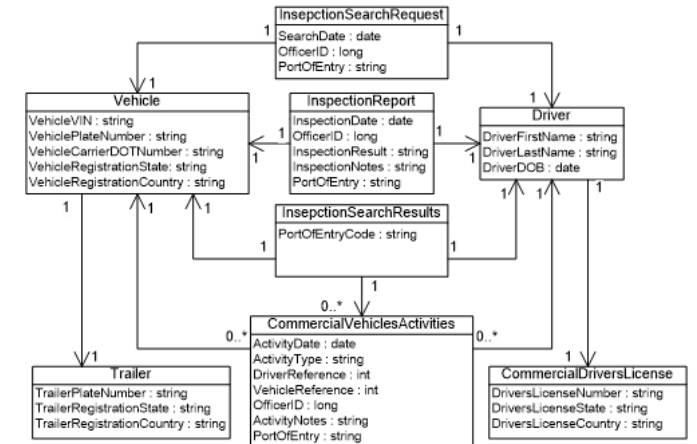 InsepctionSearchRequest
SearchDate : date
OfficerID : long
PortOfEntry : string
1
1
1
1
Vehicle
VehicleVIN : string
VehiclePlateNumber : string
VehicleCarrierDOTNumber : string
VehicleRegistrationState: string
VehicleRegistrationCountry : string
InspectionReport
InspectionDate : date
OfficerID : long
InspectionResult : string
InspectionNotes : string
PortOfEntry : string
Driver
DriverFirstName : string
DriverLastName : string
DriverDOB : date
1
1
1
1
InsepctionSearchResults
PortOfEntryCode : string
1
1
1
1
1
1
1
1
1
0..*
CommercialVehiclesActivities
ActivityDate : date
ActivityType : string
DriverReference : int
VehicleReference : int
OfficerID : long
ActivityNotes : string
PortOfEntry : string
0..*
0..*
1
1
Trailer
TrailerPlateNumber : string
TrailerRegistrationState : string
TrailerRegistrationCountry : string
CommercialDriversLicense
DriversLicenseNumber : string
DriversLicenseState : string
DriversLicenseCountry : string